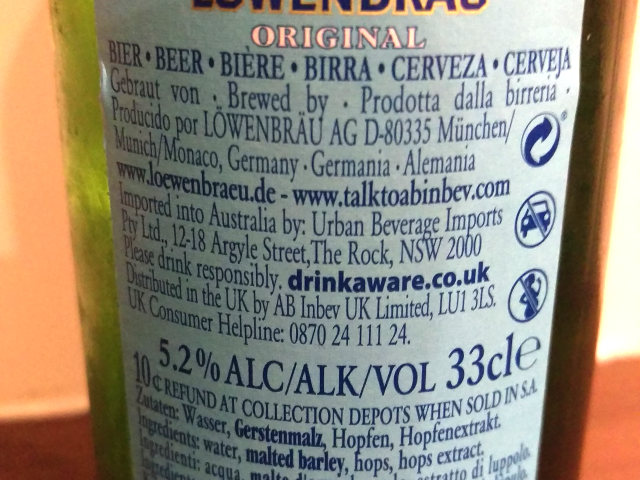 LÖWENBRÄU
ORIGINAL
BIER • BEER • BIÈRE • BIRRA • CERVEZA • CERVEJA
Gebraut von · Brewed by · Prodotta dalla birreria ·
Producido por LÖWENBRÄU AG D-80335 München/
Munich/Monaco, Germany · Germania · Alemania
www.loewenbraeu.de - www.talktoabinbev.com
Imported into Australia by: Urban Beverage Imports
Pty Ltd., 12-18 Argyle Street,The Rock, NSW 2000
Please drink responsibly. drinkaware.co.uk
Distributed in the UK by AB Inbev UK Limited, LU1 3LS.
UK Consumer Helpline: 0870 24 111 24.
5.2% ALC/ALK/VOL 33cl e
10c REFUND AT COLLECTION DEPOTS WHEN SOLD IN S.A.
Zutaten: Wasser, Gerstenmalz, Hopfen, Hopfenextrakt.
Ingredients: water, malted barley, hops, hops extract.
Ingredienti: acqua, malto estratto di luppolo.